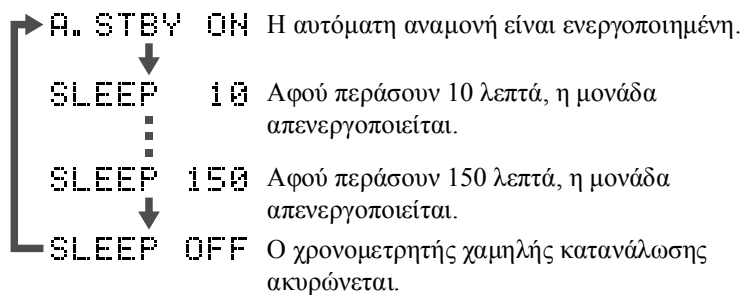 A. STBY ON Η αυτόματη αναμονή είναι ενεργοποιημένη.
SLEEP 10 Αφού περάσουν 10 λεπτά, η μονάδα
απενεργοποιείται.
SLEEP 150 Αφού περάσουν 150 λεπτά, η μονάδα
απενεργοποιείται.
SLEEP OFF Ο χρονομετρητής χαμηλής κατανάλωσης
ακυρώνεται.